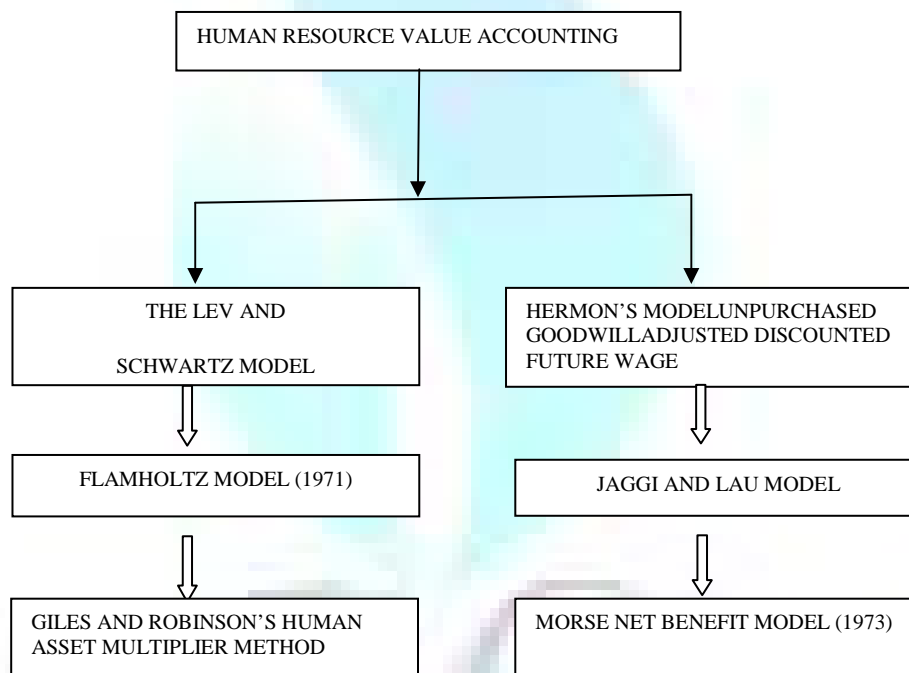 HUMAN RESOURCE VALUE ACCOUNTING
THE LEV AND
SCHWARTZ MODEL
HERMON'S MODELUNPURCHASED
GOODWILLADJUSTED DISCOUNTED
FUTURE WAGE
FLAMHOLTZ MODEL (1971)
JAGGI AND LAU MODEL
GILES AND ROBINSON'S HUMAN
ASSET MULTIPLIER METHOD
MORSE NET BENEFIT MODEL (1973)